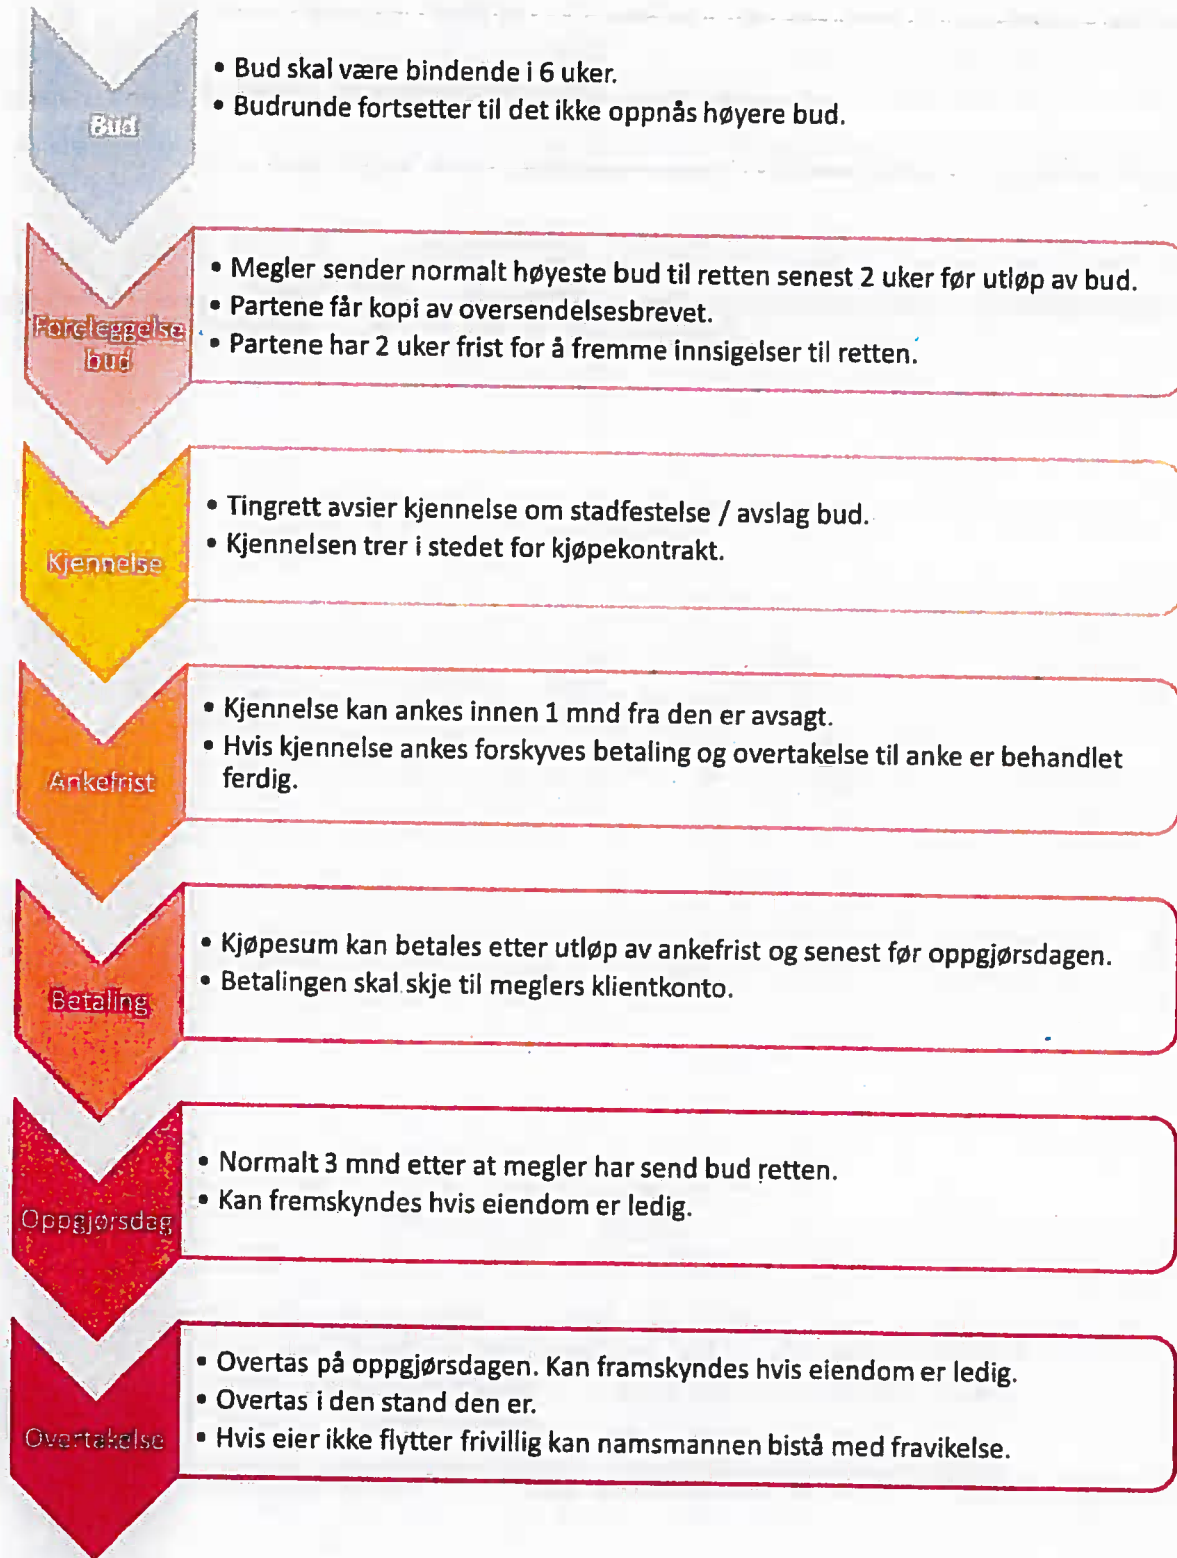 Bud
• Bud skal være bindende i 6 uker.
• Budrunde fortsetter til det ikke oppnås høyere bud.
Foreleggelse
bud
• Megler sender normalt høyeste bud til retten senest 2 uker før utløp av bud.
• Partene får kopi av oversendelsesbrevet.
• Partene har 2 uker frist for å fremme innsigelser til retten.
Kjennelse
• Tingrett avsier kjennelse om stadfestelse / avslag bud.
• Kjennelsen trer i stedet for kjøpekontrakt.
Ankefrist
• Kjennelse kan ankes innen 1 mnd fra den er avsagt.
• Hvis kjennelse ankes forskyves betaling og overtakelse til anke er behandlet
ferdig.
Betaling
• Kjøpesum kan betales etter utløp av ankefrist og senest før oppgjørsdagen.
• Betalingen skal skje til meglers klientkonto.
Oppgjørsdag
• Normalt 3 mnd etter at megler har send bud retten.
• Kan fremskyndes hvis eiendom er ledig.
Overtakelse
• Overtas på oppgjørsdagen. Kan framskyndes hvis eiendom er ledig.
• Overtas i den stand den er.
• Hvis eier ikke flytter frivillig kan namsmannen bistå med fravikelse.